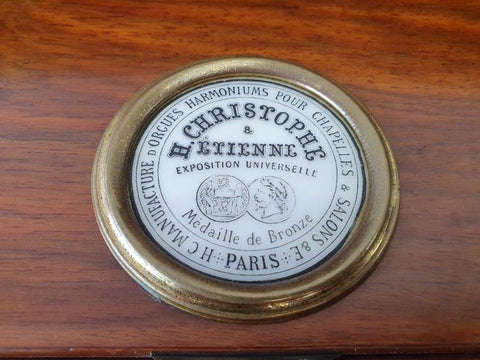 H C MANUFACTURE D'ORGUES HARMONIUMS POUR CHAPELLES & SALONS & E
H. CHRISTOPHE
&
ETIENNE
EXPOSITION UNIVERSELLE
Médaille de Bronze
PARIS